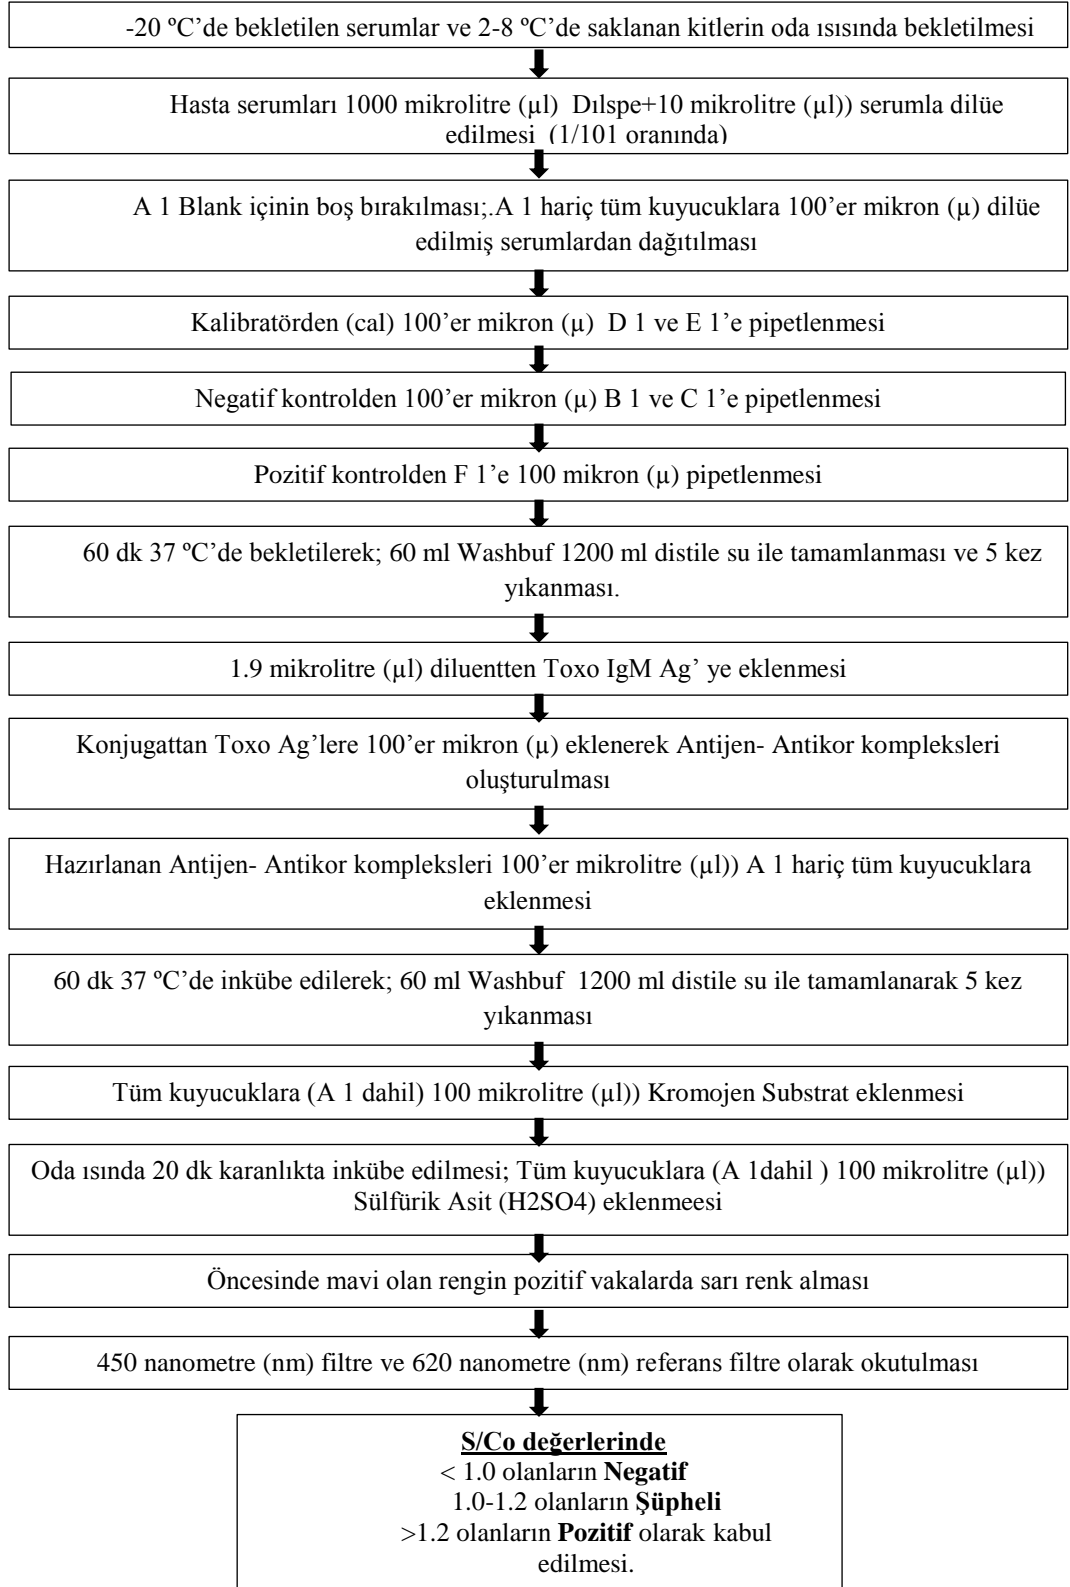 -20 ºC’de bekletilen serumlar ve 2-8 ºC’de saklanan kitlerin oda ısısında bekletilmesi
Hasta serumları 1000 mikrolitre (µl)  Dılspe+10 mikrolitre (µl)) serumla dilüe
edilmesi  (1/101 oranında)
A 1 Blank içinin boş bırakılması;.A 1 hariç tüm kuyucuklara 100’er mikron (µ) dilüe
edilmiş serumlardan dağıtılması
Kalibratörden (cal) 100’er mikron (µ)  D 1 ve E 1’e pipetlenmesi
Negatif kontrolden 100’er mikron (µ) B 1 ve C 1’e pipetlenmesi
Pozitif kontrolden F 1’e 100 mikron (µ) pipetlenmesi
60 dk 37 ºC’de bekletilerek; 60 ml Washbuf 1200 ml distile su ile tamamlanması ve 5 kez
yıkanması.
1.9 mikrolitre (µl) diluentten Toxo IgM Ag’ ye eklenmesi
Konjugattan Toxo Ag’lere 100’er mikron (µ) eklenerek Antijen- Antikor kompleksleri
oluşturulması
Hazırlanan Antijen- Antikor kompleksleri 100’er mikrolitre (µl)) A 1 hariç tüm kuyucuklara
eklenmesi
60 dk 37 ºC’de inkübe edilerek; 60 ml Washbuf  1200 ml distile su ile tamamlanarak 5 kez
yıkanması
Tüm kuyucuklara (A 1 dahil) 100 mikrolitre (µl)) Kromojen Substrat eklenmesi
Oda ısında 20 dk karanlıkta inkübe edilmesi; Tüm kuyucuklara (A 1dahil ) 100 mikrolitre (µl))
Sülfürik Asit (H2SO4) eklenmeesi
Öncesinde mavi olan rengin pozitif vakalarda sarı renk alması
450 nanometre (nm) filtre ve 620 nanometre (nm) referans filtre olarak okutulması
S/Co değerlerinde
< 1.0 olanların Negatif
1.0-1.2 olanların Şüpheli
>1.2 olanların Pozitif olarak kabul
edilmesi.